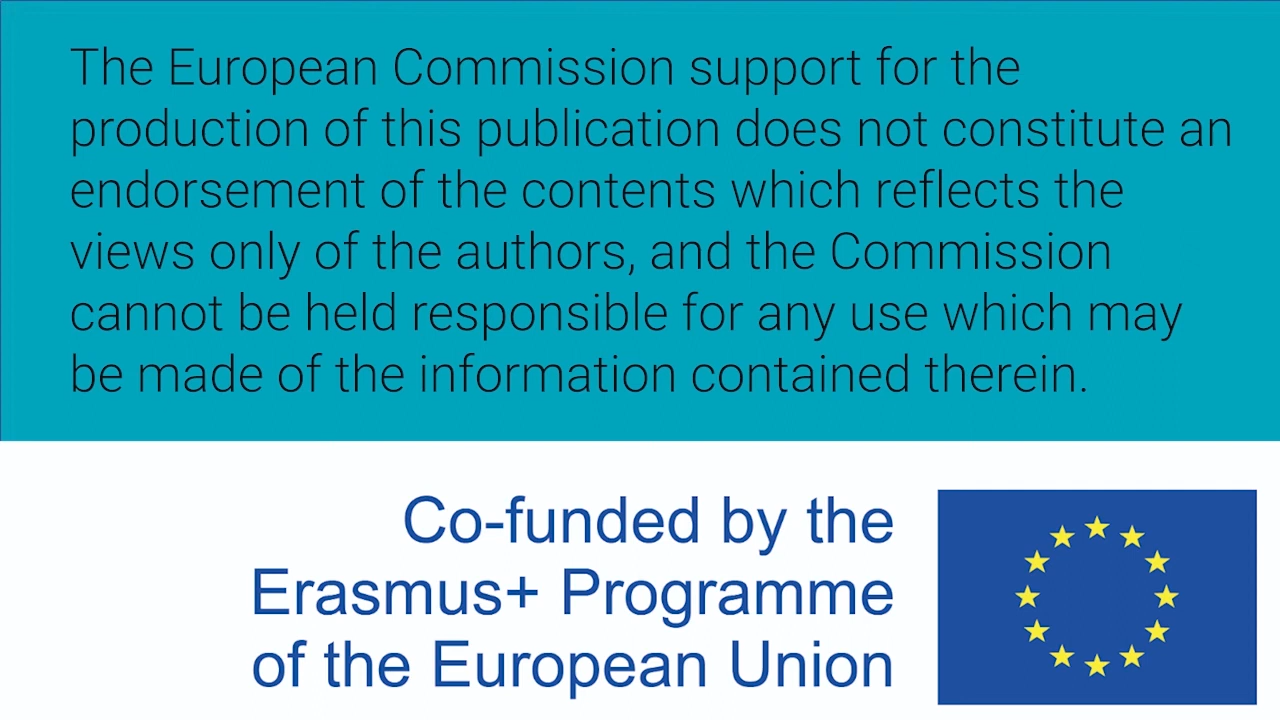 The European Commission support for the
production of this publication does not constitute an
endorsement of the contents which reflects the
views only of the authors, and the Commission
cannot be held responsible for any use which may
be made of the information contained therein.
Co-funded by the
Erasmus+ Programme
of the European Union